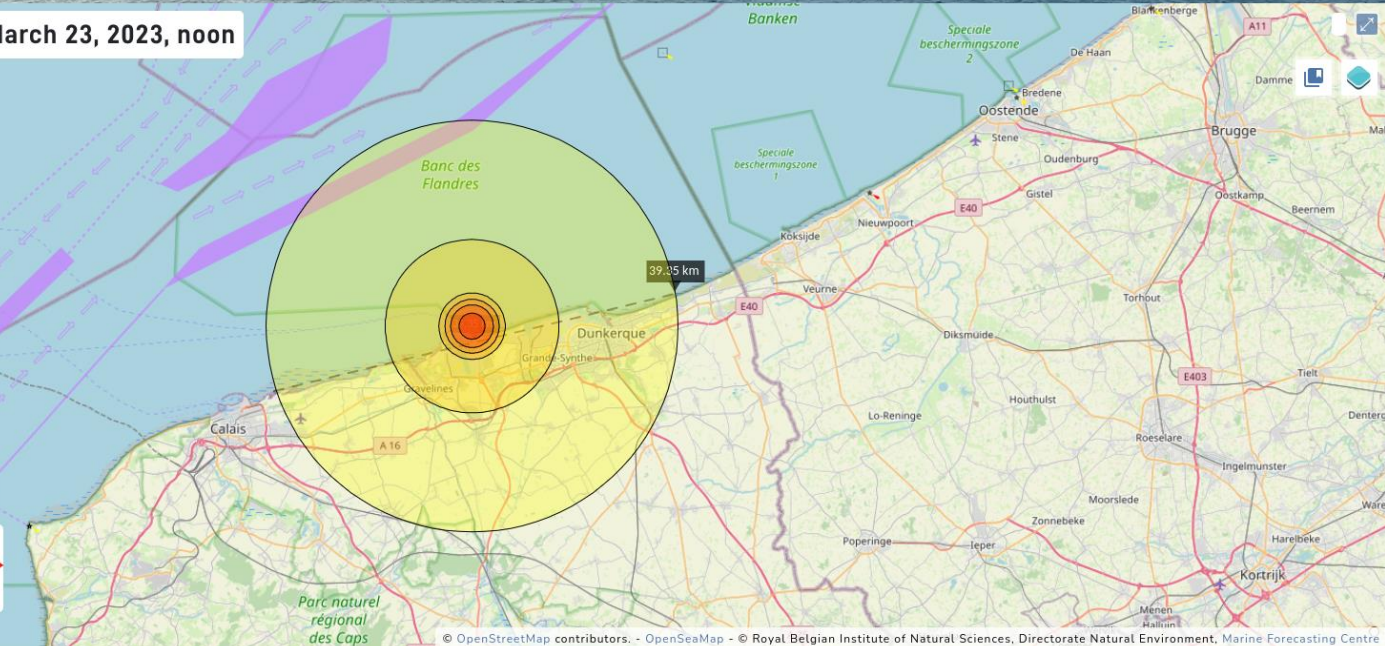 March 23, 2023, noon
Vlaamse
Banken
Blankenberge
A11
Speciale
beschermingszone
2
De Haan
Damme
Bredene
Oostende
Stene
Brugge
Oudenburg
Speciale
beschermingszone
1
Banc des
Flandres
Gistel
Oostkamp
E40
Beernem
Nieuwpoort
Koksijde
39.35 km
Veurne
E40
Torhout
Dunkerque
Diksmuide
Grande-Synthe
Gravelines
E403
Tielt
Houthulst
Lo-Reninge
Calais
A 16
Roeselare
Ingelmunster
Moorslede
Zonnebeke
Poperinge
Ieper
Harelbeke
Kortrijk
Parc naturel
régional
des Caps
Menen
Halluin
© OpenStreetMap contributors. - OpenSeaMap - © Royal Belgian Institute of Natural Sciences, Directorate Natural Environment, Marine Forecasting Centre